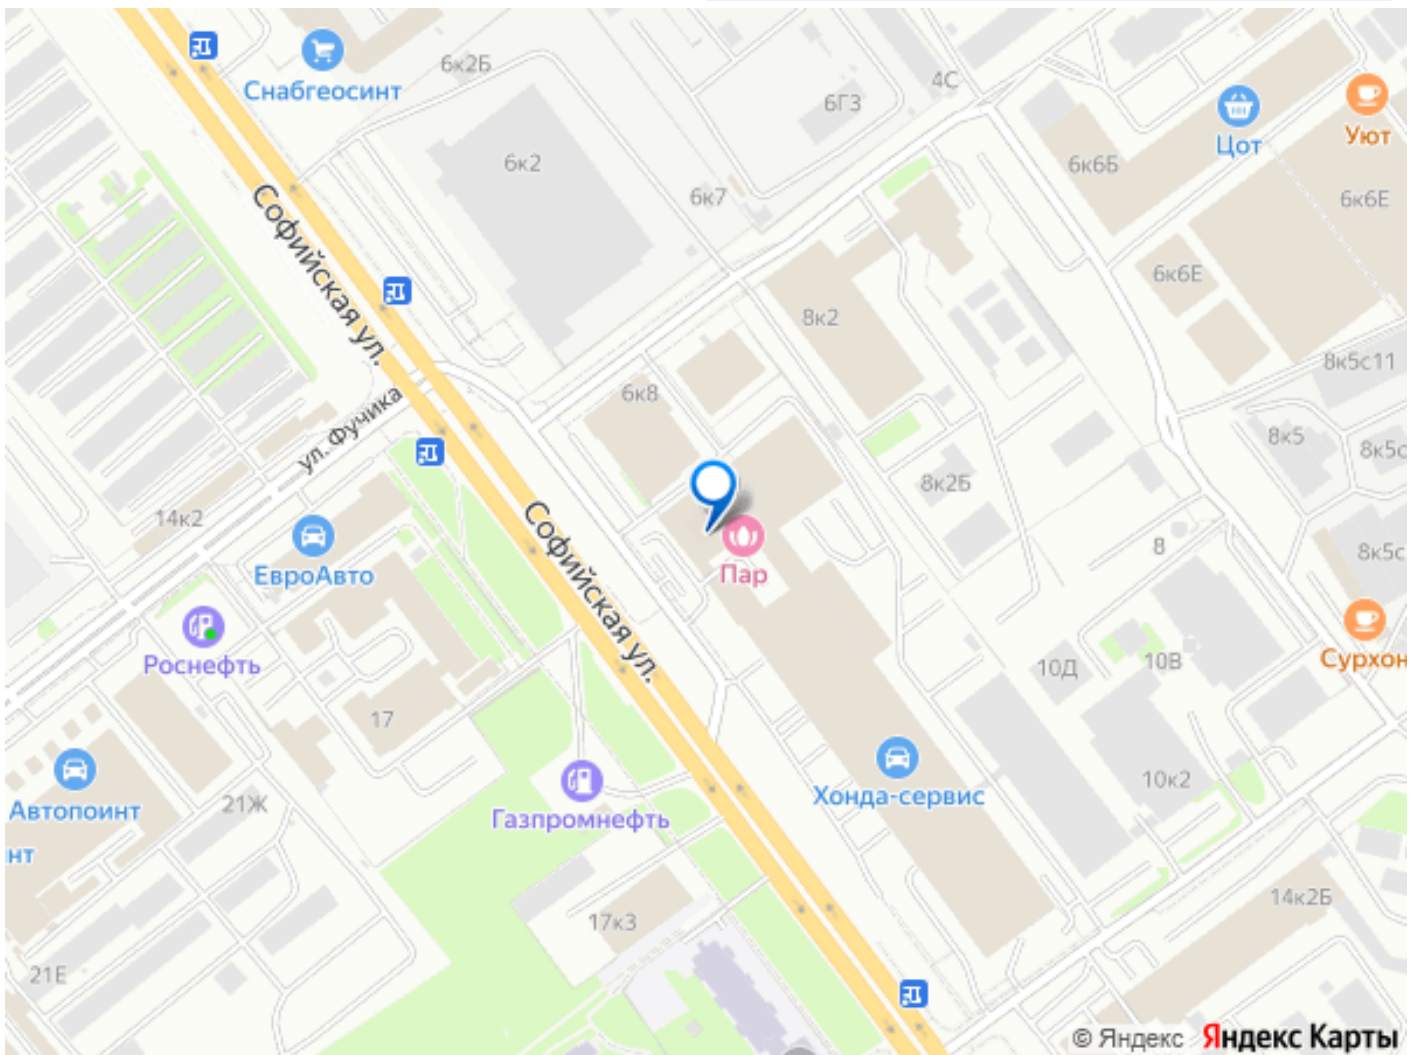 Снабгеосинт
6к2Б
4С
6Г3
Цот
Уют
6к2
6к6Б
6к7
6к6Е
Софийская ул.
6к6Е
8к2
8к5с11
6к8
ул. Фучика
8к5
8к5с
8к2Б
14к2
ЕвроАвто
Софийская ул.
Пар
8
8к5с
Роснефть
10Д
10В
Сурхон
17
10к2
Хонда-сервис
Автопоинт
21Ж
Газпромнефть
нт
14к2Б
17к3
21Е
© Яндекс Яндекс Карты